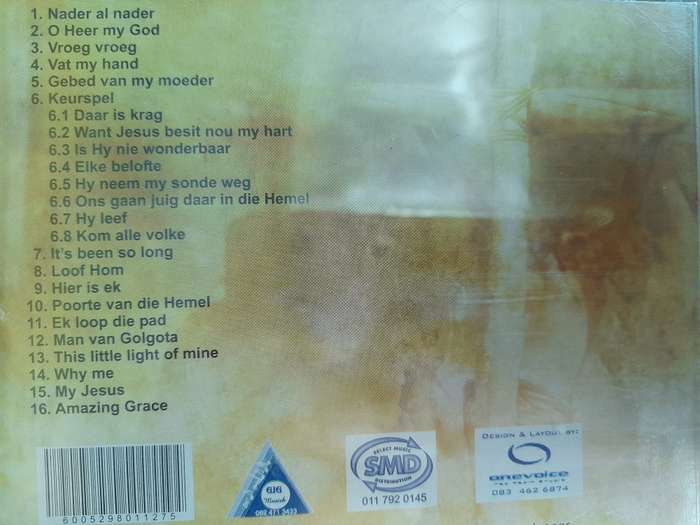 1. Nader al nader
2. O Heer my God
3. Vroeg vroeg
4. Vat my hand
5. Gebed van my moeder
6. Keurspel
6.1 Daar is krag
6.2 Want Jesus besit nou my hart
6.3 Is Hy nie wonderbaar
6.4 Elke belofte
6.5 Hy neem my sonde weg
6.6 Ons gaan juig daar in die Hemel
6.7 Hy leef
6.8 Kom alle volke
7. It's been so long
8. Loof Hom
9. Hier is ek
10. Poorte van die Hemel
11. Ek loop die pad
12. Man van Golgota
13. This little light of mine
14. Why me
15. My Jesus
16. Amazing Grace
6005298011275
082 471 3433
SELECT MUSIC
SMD
DISTRIBUTION
011 792 0145
DESIGN & LAYOUT BY:
onevoice
083 462 6874